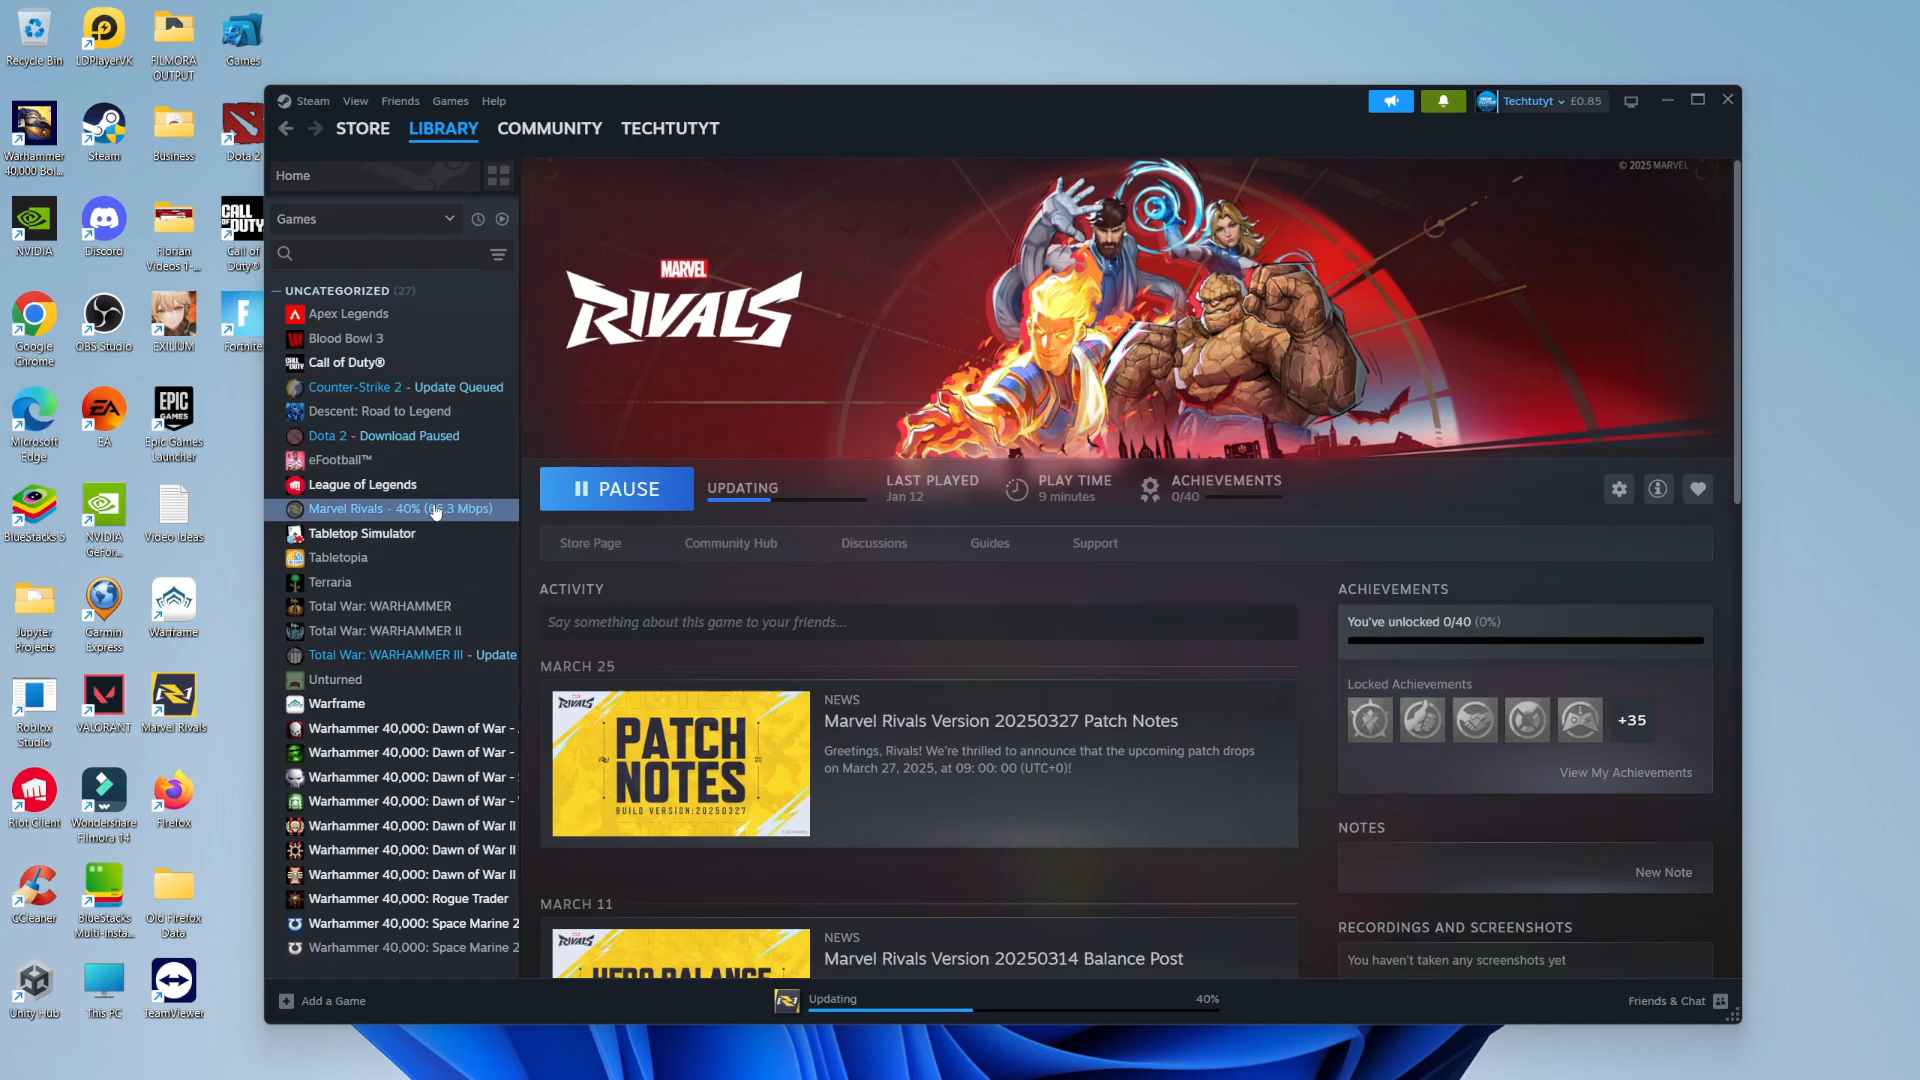 Recycle Bin
LDPlayerVK
FILMORA
OUTPUT
Games
Warhammer
40,000 Bol...
Steam
Business
Dota 2
NVIDIA
Discord
Florian
Videos 1-...
CALL OF DUTY
Call of
Duty®
Google
Chrome
OBS Studio
EXILIUM
Fortnite
Microsoft
Edge
EA
EA
EPIC
GAMES
Epic Games
Launcher
BlueStacks 5
NVIDIA
GeFor...
Video Ideas
Jupyter
Projects
Garmin
Express
Warframe
Roblox
Studio
VALORANT
Marvel Rivals
Riot Client
Wondershare
Filmora 14
Firefox
CCleaner
BlueStacks
Multi-Insta...
Old Firefox
Data
Unity Hub
This PC
TeamViewer
Steam View Friends Games Help
Techtutyt £0.85
STORE LIBRARY COMMUNITY TECHTUTYT
Home
Games
— UNCATEGORIZED (27)
Apex Legends
Blood Bowl 3
Call of Duty®
Counter-Strike 2 - Update Queued
Descent: Road to Legend
Dota 2 - Download Paused
eFootball™
League of Legends
Marvel Rivals - 40% .3 Mbps)
Tabletop Simulator
Tabletopia
Terraria
Total War: WARHAMMER
Total War: WARHAMMER II
Total War: WARHAMMER III - Update
Unturned
Warframe
Warhammer 40,000: Dawn of War -
Warhammer 40,000: Dawn of War -
Warhammer 40,000: Dawn of War -
Warhammer 40,000: Dawn of War -
Warhammer 40,000: Dawn of War II
Warhammer 40,000: Dawn of War II
Warhammer 40,000: Dawn of War II
Warhammer 40,000: Rogue Trader
Warhammer 40,000: Space Marine 2
Warhammer 40,000: Space Marine 2
Add a Game
© 2025 MARVEL
MARVEL
RIVALS
PAUSE
UPDATING
LAST PLAYED
Jan 12
PLAY TIME
9 minutes
ACHIEVEMENTS
0/40
Store Page Community Hub Discussions Guides Support
ACTIVITY
Say something about this game to your friends...
MARCH 25
RIVALS
PATCH
NOTES
BUILD VERSION:20250327
NEWS
Marvel Rivals Version 20250327 Patch Notes
Greetings, Rivals! We're thrilled to announce that the upcoming patch drops
on March 27, 2025, at 09: 00: 00 (UTC+0)!
MARCH 11
RIVALS
HERO BALANCE
NEWS
Marvel Rivals Version 20250314 Balance Post
ACHIEVEMENTS
You've unlocked 0/40 (0%)
Locked Achievements
+35
View My Achievements
NOTES
New Note
RECORDINGS AND SCREENSHOTS
You haven't taken any screenshots yet
Updating 40%
Friends & Chat